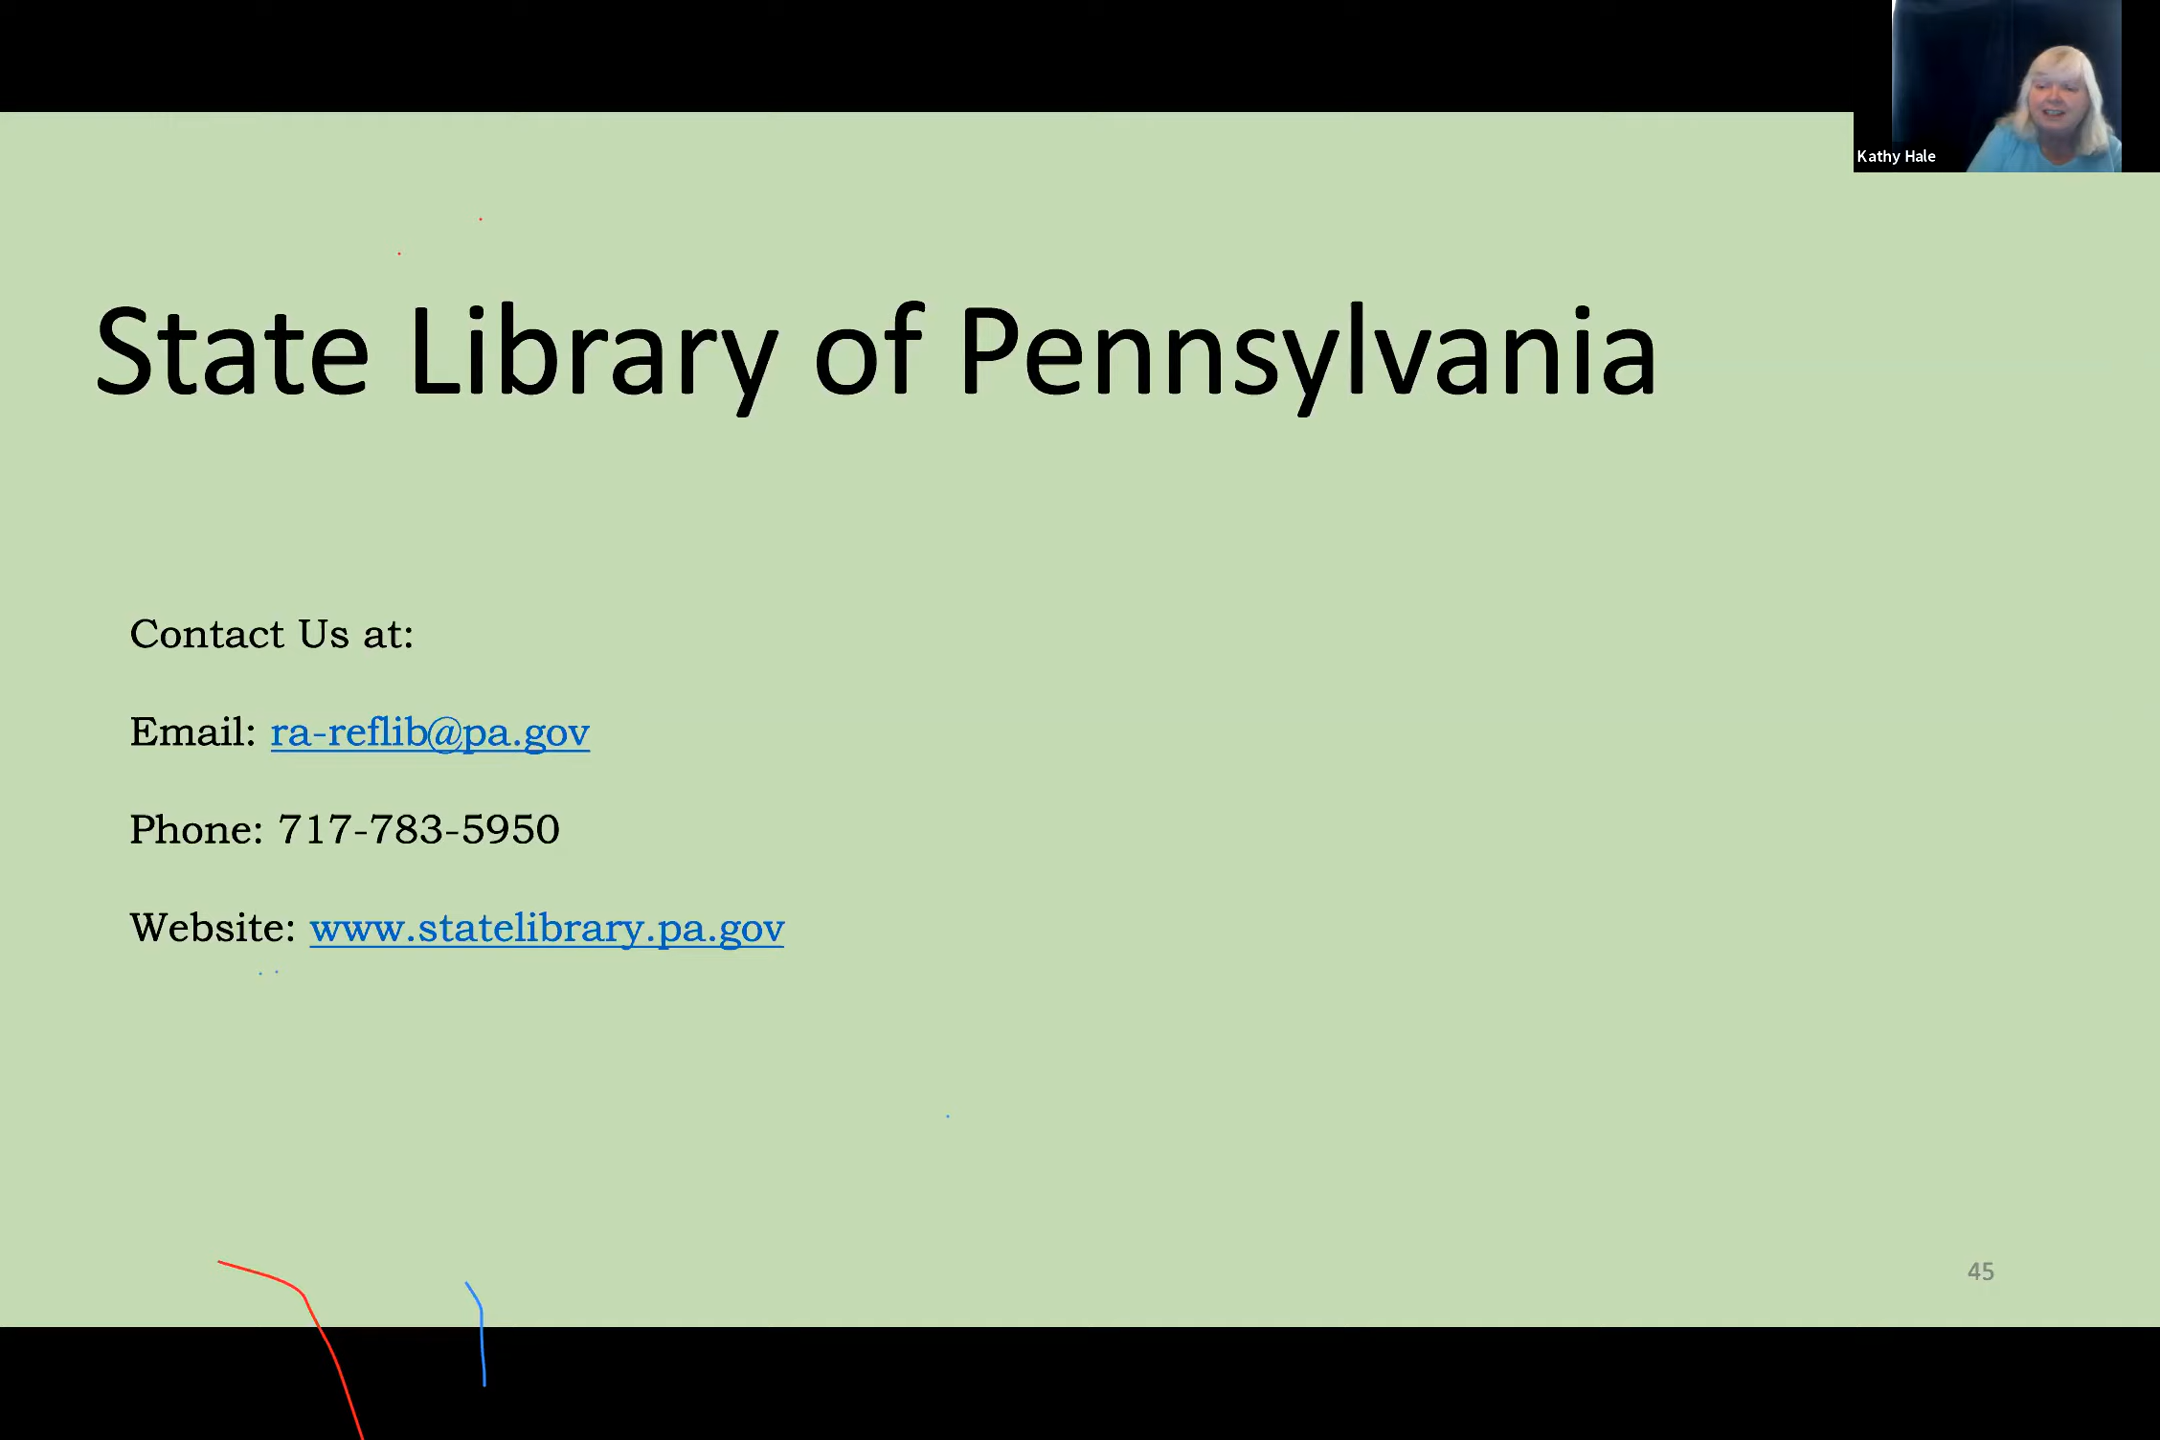 Kathy Hale
State Library of Pennsylvania
Contact Us at:
Email: ra-reflib@pa.gov
Phone: 717-783-5950
Website: www.statelibrary.pa.gov
45